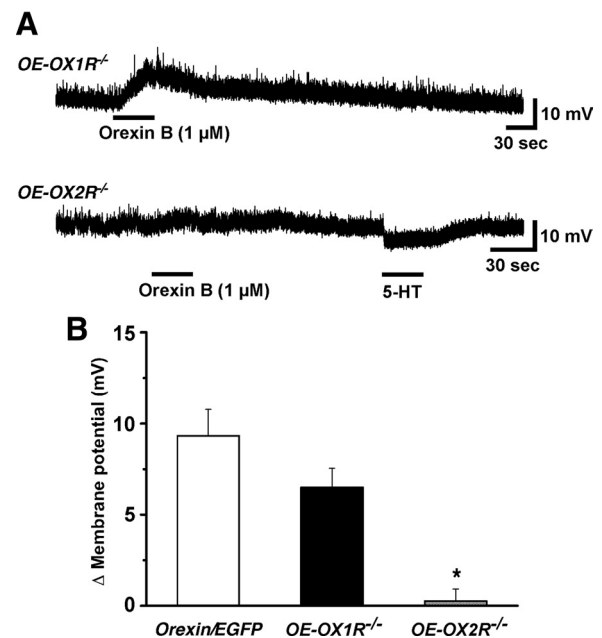 A
OE-OX1R-/-
Orexin B (1 µM)
10 mV
30 sec
OE-OX2R-/-
10 mV
30 sec
Orexin B (1 µM)
5-HT
B
Δ Membrane potential (mV)
15
10
5
0
*
Orexin/EGFP
OE-OX1R-/-
OE-OX2R-/-